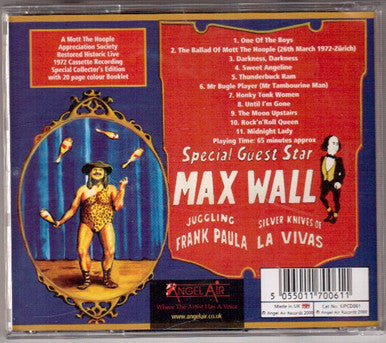 A Mott The Hoople
Appreciation Society
Restored Historic Live
1972 Cassette Recording
Special Collector's Edition
with 20 page colour Booklet
1. One Of The Boys
2. The Ballad Of Mott The Hoople (26th March 1972-Zürich)
3. Darkness, Darkness
4. Sweet Angeline
5. Thunderbuck Ram
6. Mr Bugle Player (Mr Tambourine Man)
7. Honky Tonk Women
8. Until I'm Gone
9. The Moon Upstairs
10. Rock'n'Roll Queen
11. Midnight Lady
Playing Time: 65 minutes approx
Special Guest Star
MAX WALL
JUGGLING
FRANK PAULA
SILVER KNIVES OF
LA VIVAS
ANGEL AIR
Where The Artist Has A Voice
www.angelair.co.uk
5 055011 700611
Made in UK
Cat No
© Angel Air Records 2000